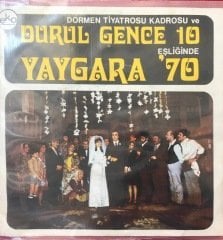 DORMEN TİYATROSU KADROSU ve
DURUL GENCE 10
EŞLİĞİNDE
YAYGARA '70